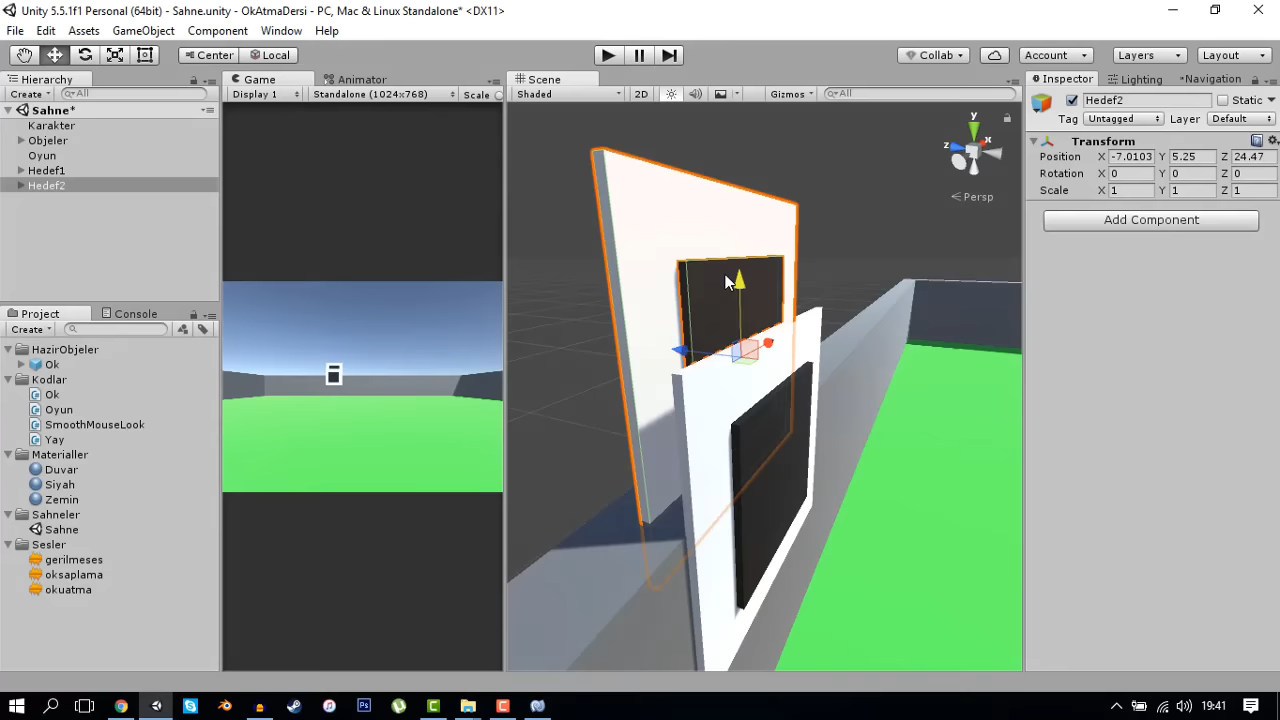 Unity 5.5.1f1 Personal (64bit) - Sahne.unity - OkAtmaDersi - PC, Mac & Linux Standalone* <DX11>
File Edit Assets GameObject Component Window Help
Center Local Collab Account Layers Layout
Hierarchy Game Animator Scene Inspector Lighting Navigation
Create All Display 1 Standalone (1024x768) Scale Shaded 2D Gizmos All
Hedef2 Static
Sahne*
Tag Untagged Layer Default
Karakter
Objeler
Oyun
Hedef1
Hedef2
y
x
z
Persp
Transform
Position X -7.0103 Y 5.25 Z 24.47
Rotation X 0 Y 0 Z 0
Scale X 1 Y 1 Z 1
Add Component
Project Console
Create
HazirObjeler
Ok
Kodlar
Ok
Oyun
SmoothMouseLook
Yay
Materialler
Duvar
Siyah
Zemin
Sahneler
Sahne
Sesler
gerilmeses
oksaplama
okuatma
19:41